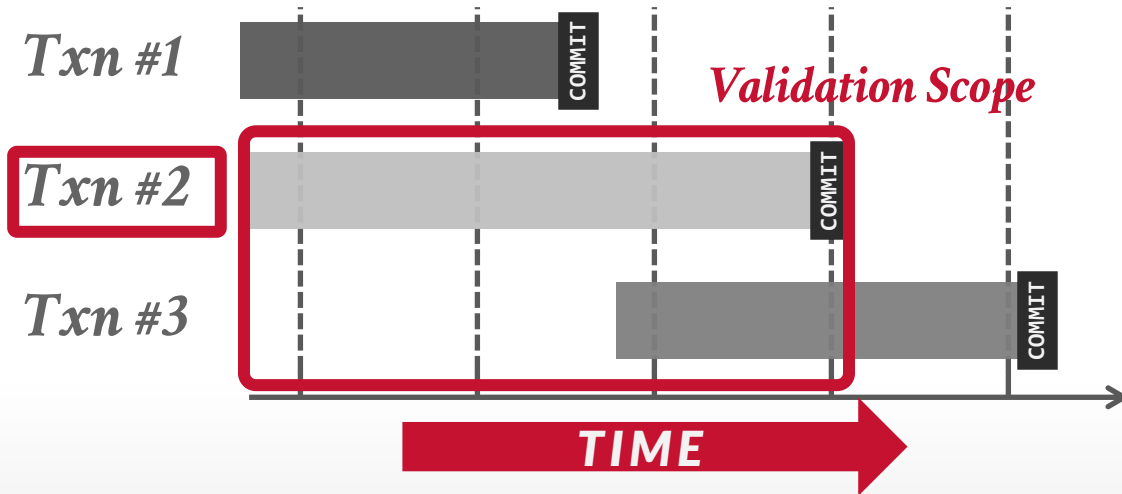 Txn #1
COMMIT
Validation Scope
Txn #2
COMMIT
Txn #3
COMMIT
TIME